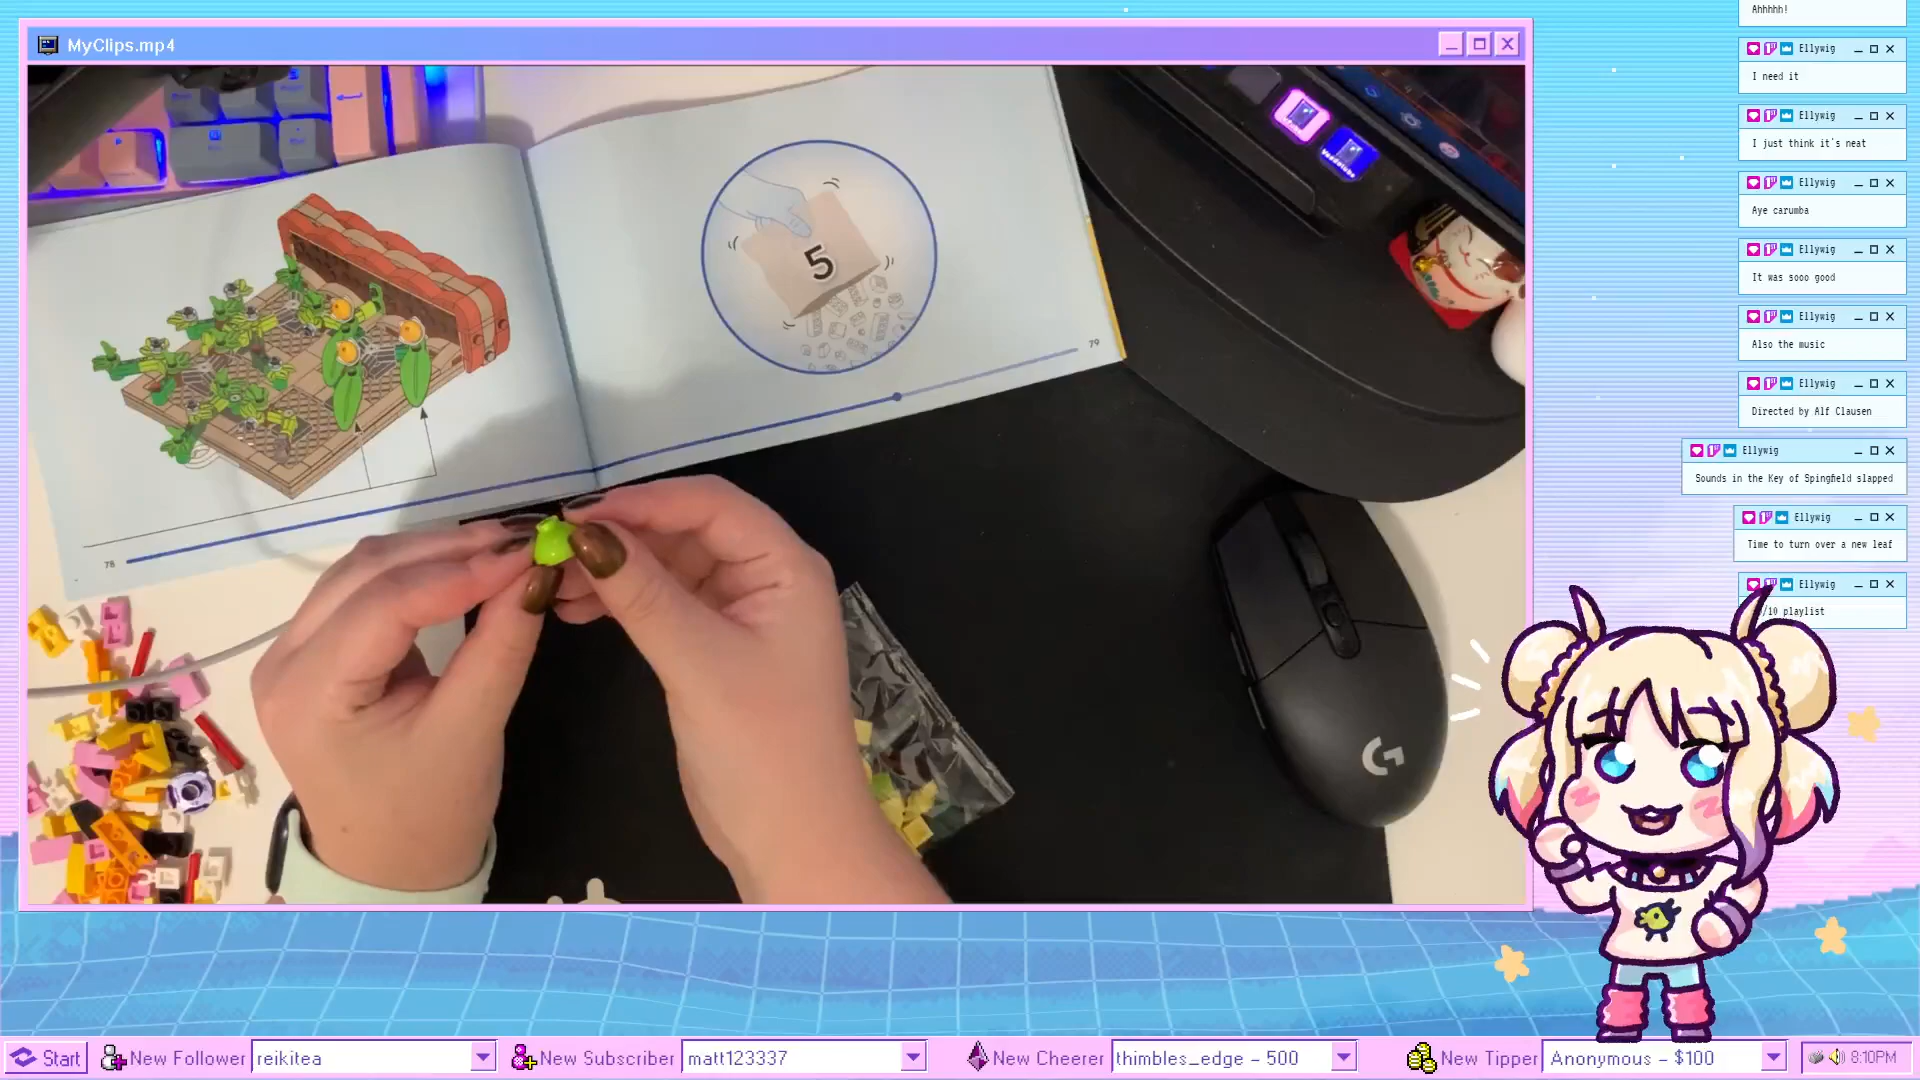 MyClips.mp4
Ahhhhh!
Ellywig
I need it
Ellywig
I just think it's neat
Ellywig
Aye carumba
Ellywig
It was sooo good
Ellywig
Also the music
Ellywig
Directed by Alf Clausen
Ellywig
Sounds in the Key of Spingfield slapped
Ellywig
Time to turn over a new leaf
Ellywig
/10 playlist
5
78
79
G
Start
New Follower
reikitea
New Subscriber
matt123337
New Cheerer
thimbles_edge - 500
New Tipper
Anonymous - $100
8:10PM